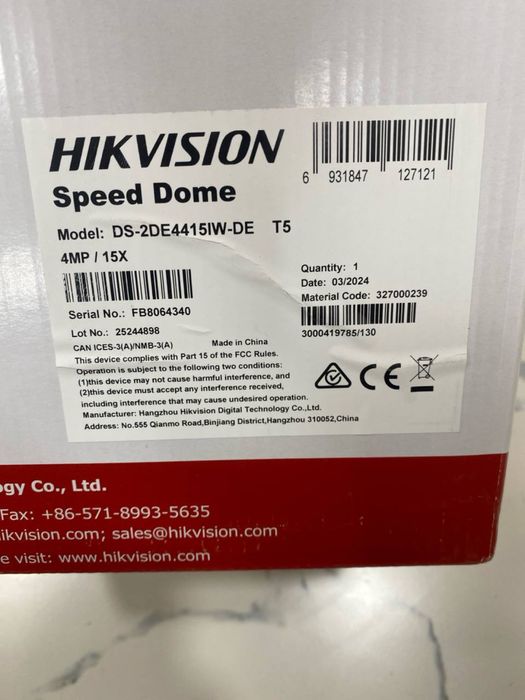 HIKVISION
Speed Dome
Model: DS-2DE4415IW-DE T5
4MP / 15X
Serial No.: FB8064340
Lot No.: 25244898
CAN ICES-3(A)/NMB-3(A) Made in China
This device complies with Part 15 of the FCC Rules.
Operation is subject to the following two conditions:
(1)this device may not cause harmful interference, and
(2)this device must accept any interference received,
including interference that may cause undesired operation.
Manufacturer: Hangzhou Hikvision Digital Technology Co.,Ltd.
Address: No.555 Qianmo Road,Binjiang District,Hangzhou 310052,China
6 931847 127121
Quantity: 1
Date: 03/2024
Material Code: 327000239
3000419785/130
CE
ogy Co., Ltd.
Fax: +86-571-8993-5635
ikvision.com; sales@hikvision.com
e visit: www.hikvision.com